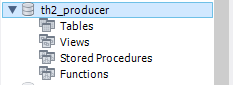 th2_producer
Tables
Views
Stored Procedures
Functions